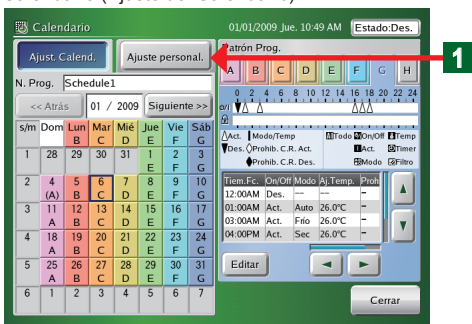 Calendario
01/01/2009 Jue. 10:49 AM
Estado:Des.
Ajust. Calend.
Ajuste personal.
1
Patrón Prog.
A B C D E F G H
N. Prog. Schedule1
<< Atrás 01 / 2009 Siguiente >>
0 2 4 6 8 10 12 14 16 18 20 22 24
s/m Dom Lun Mar Mié Jue Vie Sáb
B C D E F G
1 28 29 30 31 1 2 3
E F G
2 4 5 6 7 8 9 10
(A) B C D E F G
3 11 12 13 14 15 16 17
A B C D E F G
4 18 19 20 21 22 23 24
A B C D E F G
5 25 26 27 28 29 30 31
A B C D E F G
6 1 2 3 4 5 6 7
Act. Modo/Temp Todo On/Off Temp
Des. Prohib. C.R. Act. Act. Timer
Prohib. C.R. Des. Modo Filtro
Tiem.Fc. On/Off Modo Aj.Temp. Proh
12:00AM Des. -- -- --
01:00AM Act. Auto 26.0°C --
03:00AM Act. Frío 26.0°C --
04:00PM Act. Sec 26.0°C --
Editar
Cerrar